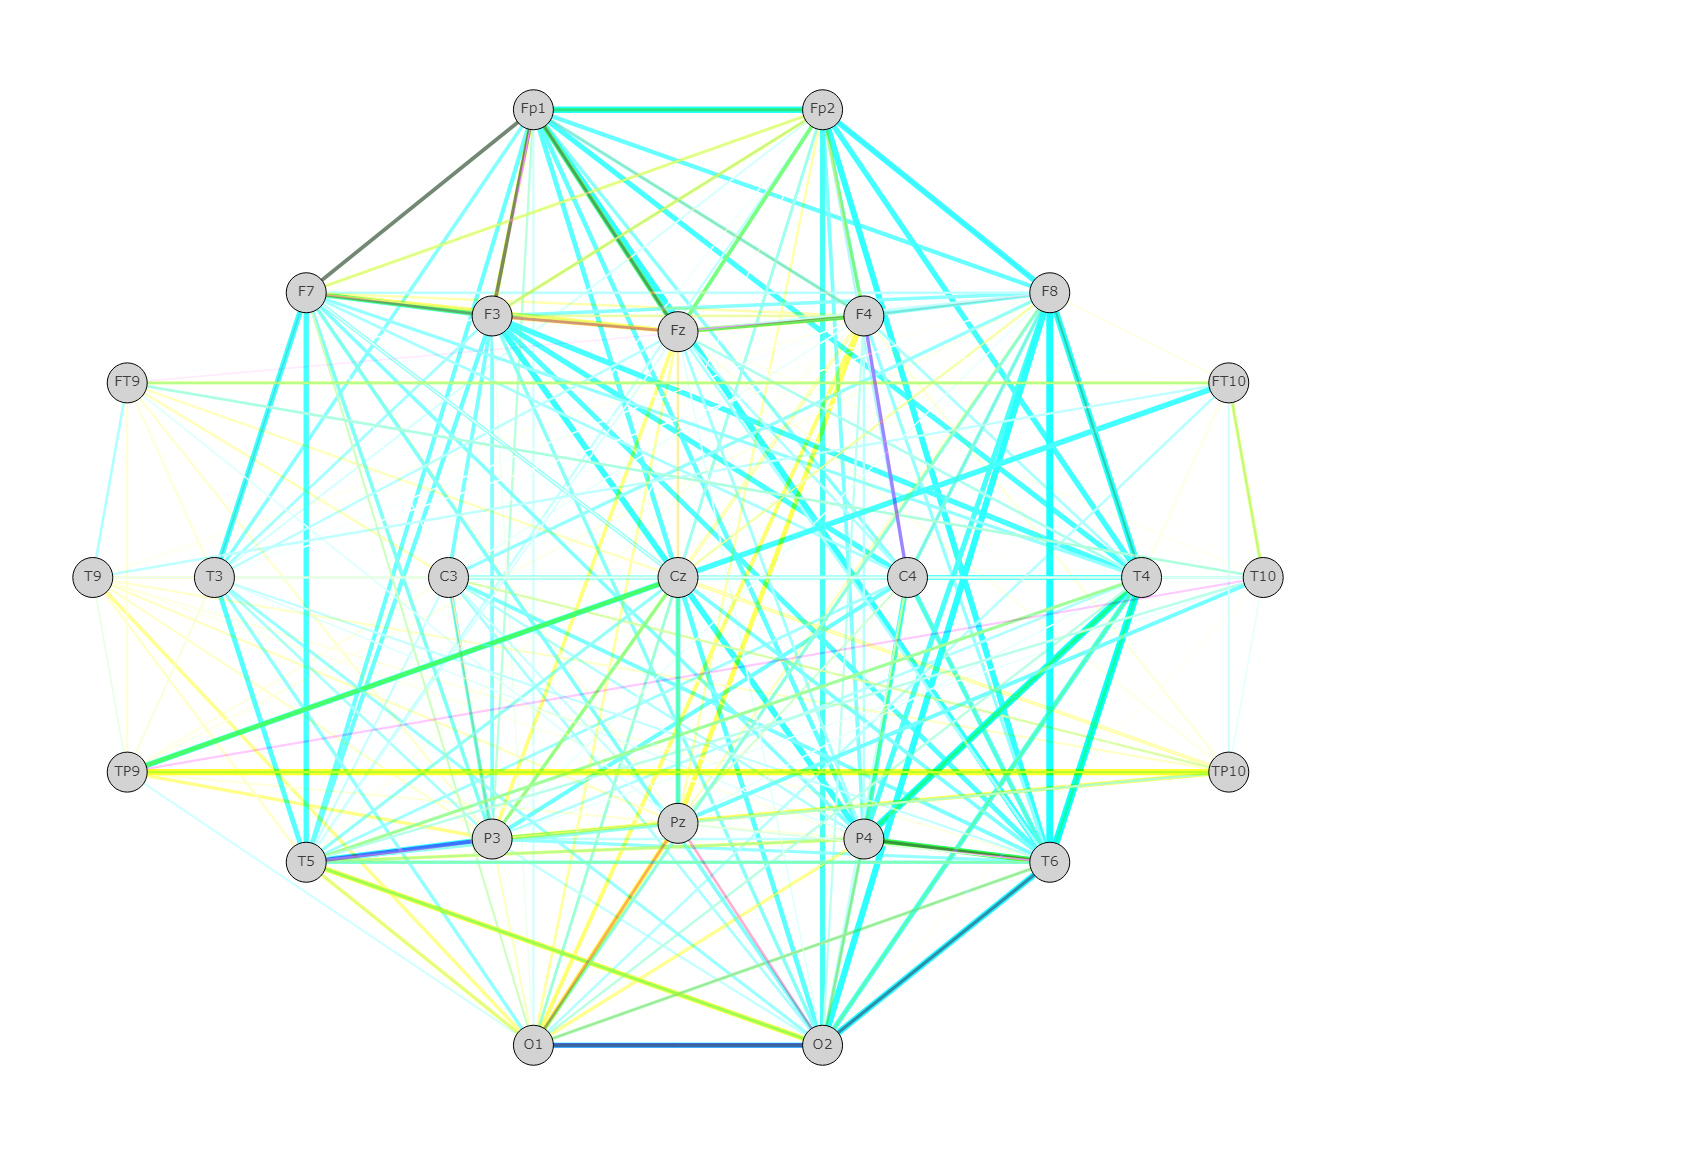 Fp1 Fp2
F7 F3 Fz F4 F8
FT9 FT10
T9 T3 C3 Cz C4 T4 T10
TP9 TP10
T5 P3 Pz P4 T6
O1 O2